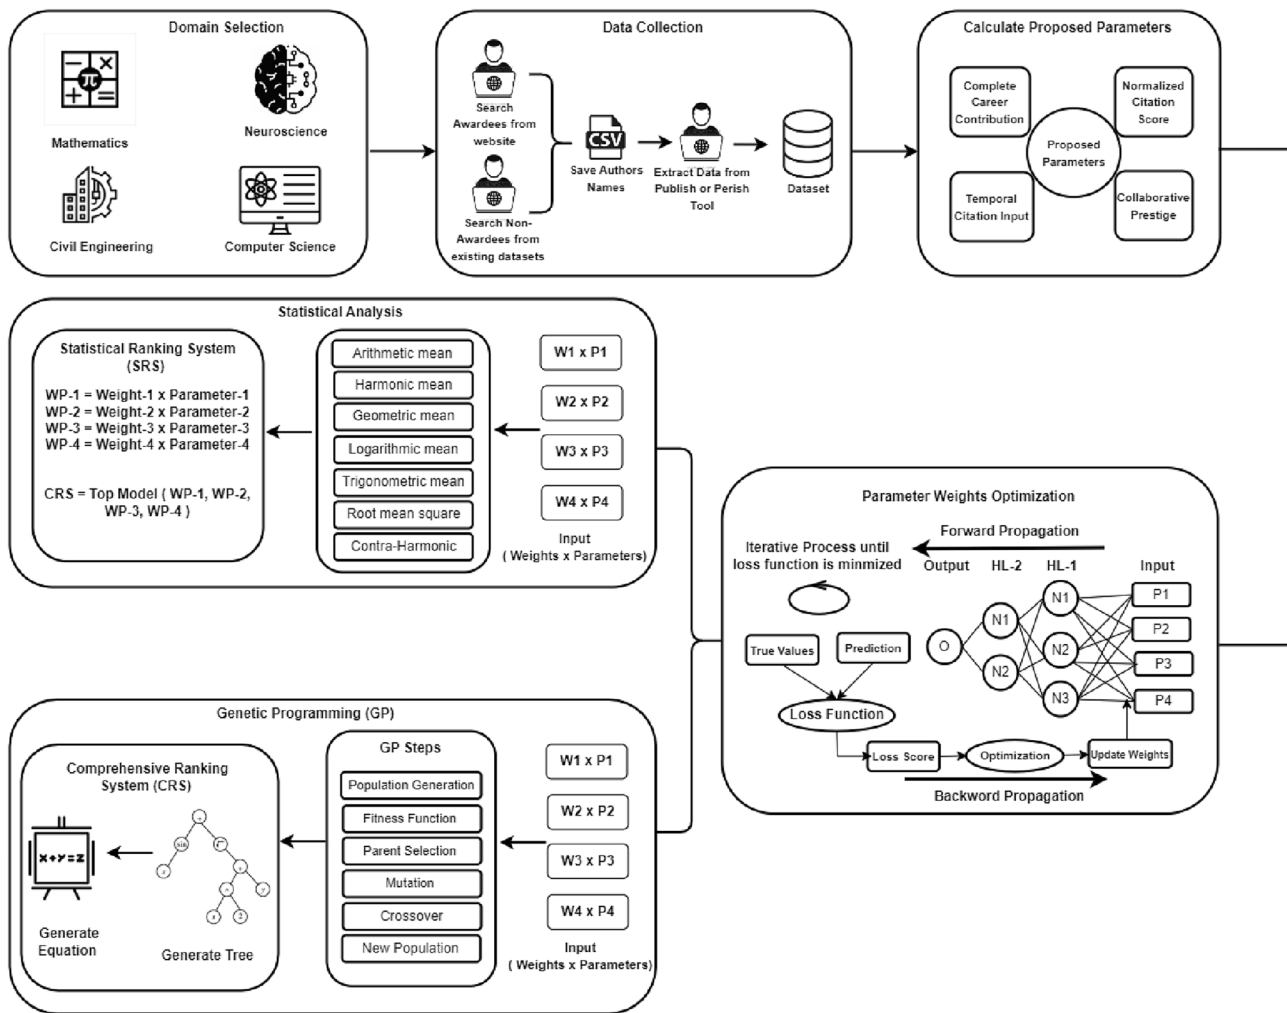 Domain Selection
Mathematics
Neuroscience
Civil Engineering
Computer Science
Data Collection
Search
Awardees from
website
Search Non-
Awardees from
existing datasets
CSV
Save Authors
Names
Extract Data from
Publish or Perish
Tool
Dataset
Calculate Proposed Parameters
Complete
Career
Contribution
Normalized
Citation
Score
Proposed
Parameters
Temporal
Citation Input
Collaborative
Prestige
Statistical Analysis
Statistical Ranking System
(SRS)
WP-1 = Weight-1 x Parameter-1
WP-2 = Weight-2 x Parameter-2
WP-3 = Weight-3 x Parameter-3
WP-4 = Weight-4 x Parameter-4
CRS = Top Model ( WP-1, WP-2,
WP-3, WP-4 )
Arithmetic mean
Harmonic mean
Geometric mean
Logarithmic mean
Trigonometric mean
Root mean square
Contra-Harmonic
W1 x P1
W2 x P2
W3 x P3
W4 x P4
Input
( Weights x Parameters)
Parameter Weights Optimization
Forward Propagation
Iterative Process until
loss function is minmized
Output
HL-2
HL-1
Input
O
N1
N2
N1
N2
N3
P1
P2
P3
P4
True Values
Prediction
Loss Function
Loss Score
Optimization
Update Weights
Backword Propagation
Genetic Programming (GP)
Comprehensive Ranking
System (CRS)
x+y=z
Generate
Equation
sin
x
y
x
2
Generate Tree
GP Steps
Population Generation
Fitness Function
Parent Selection
Mutation
Crossover
New Population
W1 x P1
W2 x P2
W3 x P3
W4 x P4
Input
( Weights x Parameters)